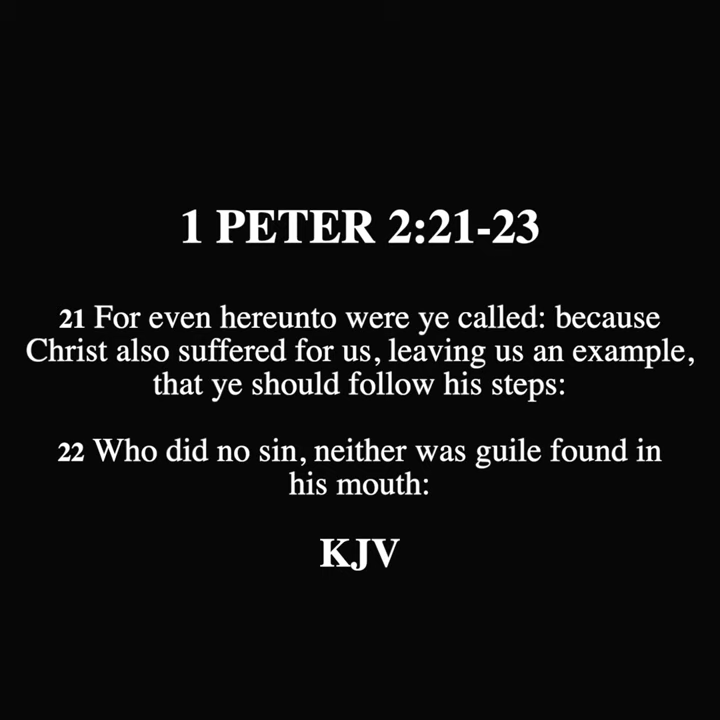 1 PETER 2:21-23
21 For even hereunto were ye called: because
Christ also suffered for us, leaving us an example,
that ye should follow his steps:
22 Who did no sin, neither was guile found in
his mouth:
KJV